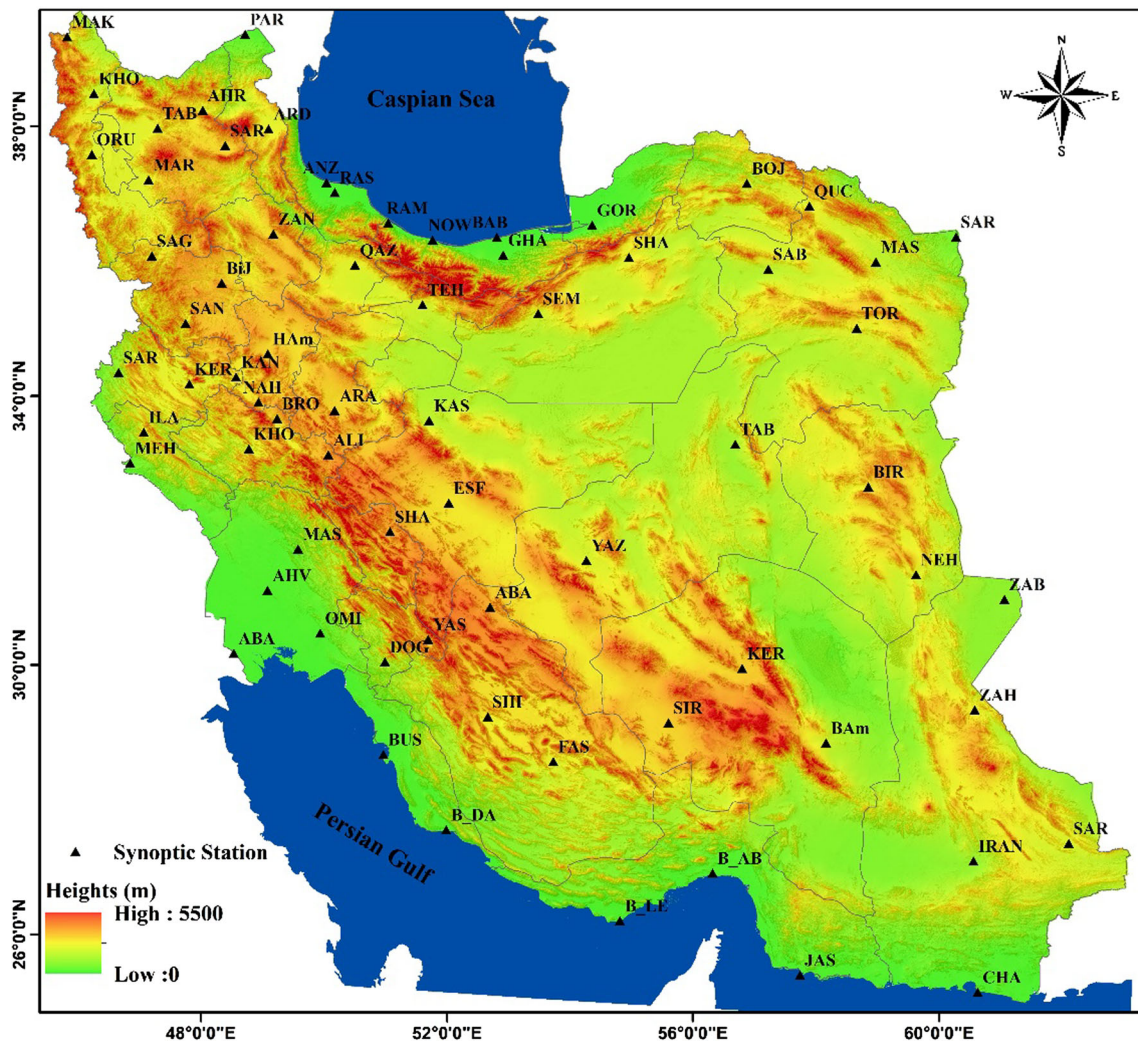 MAK
PAR
KHO
AHR
TAB
ARD
SAR
ORU
MAR
Caspian Sea
N
W
E
S
38°0'0"N
ANZ
RAS
BOJ
QUC
ZAN
RAM
NOW
BAB
GHA
GOR
SHA
SAR
SAG
QAZ
SAB
MAS
BiJ
TEH
SEM
SAN
TOR
HAm
SAR
KER
KAN
34°0'0"N
NAH
BRO
ARA
KAS
ILA
KHO
ALI
TAB
MEH
BIR
ESF
SHA
MAS
YAZ
NEH
AHV
ABA
ZAB
OMI
YAS
ABA
DOG
KER
30°0'0"N
SHI
SIR
ZAH
BUS
FAS
BAm
Persian Gulf
B_DA
SAR
Synoptic Station
IRAN
B_AB
Heights (m)
High : 5500
B_LE
26°0'0"N
Low :0
JAS
CHA
48°0'0"E
52°0'0"E
56°0'0"E
60°0'0"E